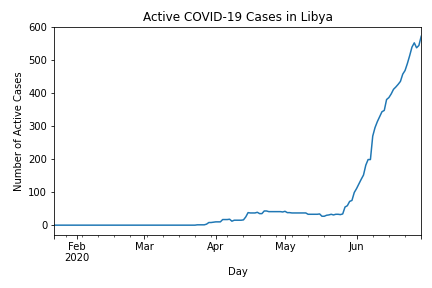 Active COVID-19 Cases in Libya
600
500
400
300
200
100
0
Number of Active Cases
Feb
2020
Mar
Apr
May
Jun
Day